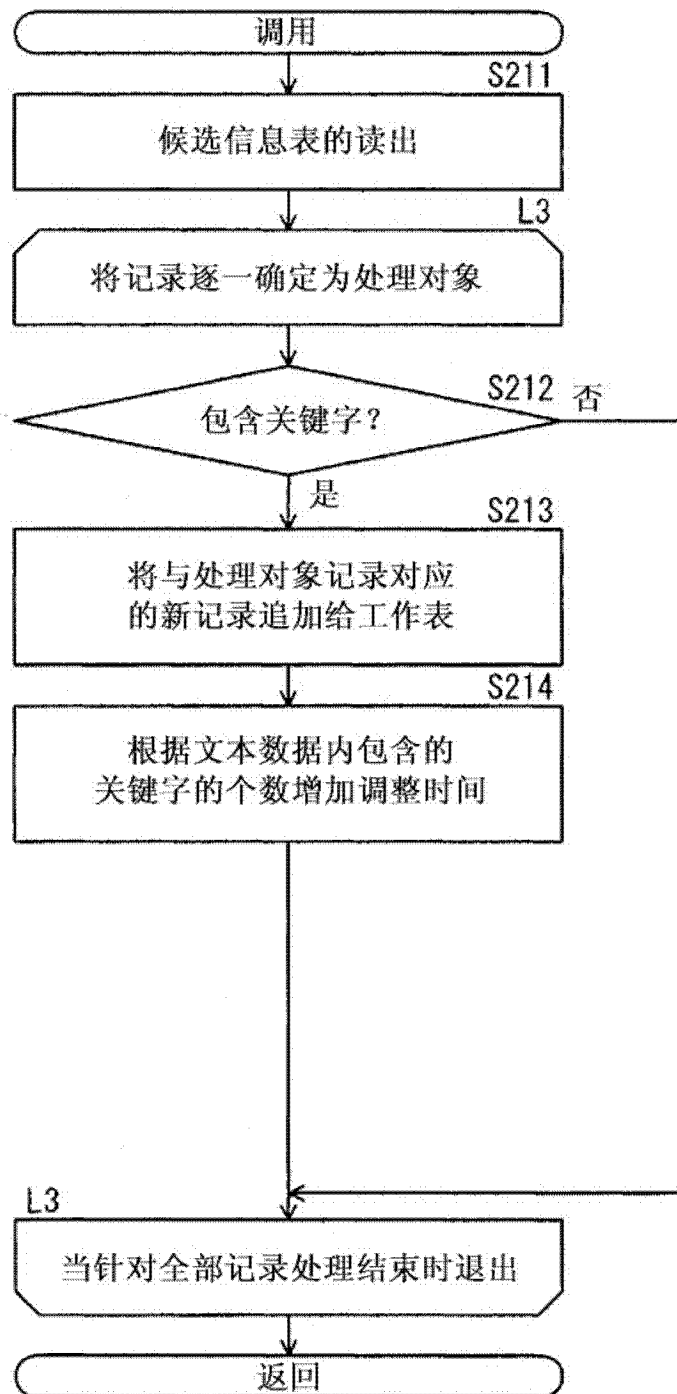 调用
S211
候选信息表的读出
L3
将记录逐一确定为处理对象
S212
否
包含关键字？
是
S213
将与处理对象记录对应
的新记录追加给工作表
S214
根据文本数据内包含的
关键字的个数增加调整时间
L3
当针对全部记录处理结束时退出
返回